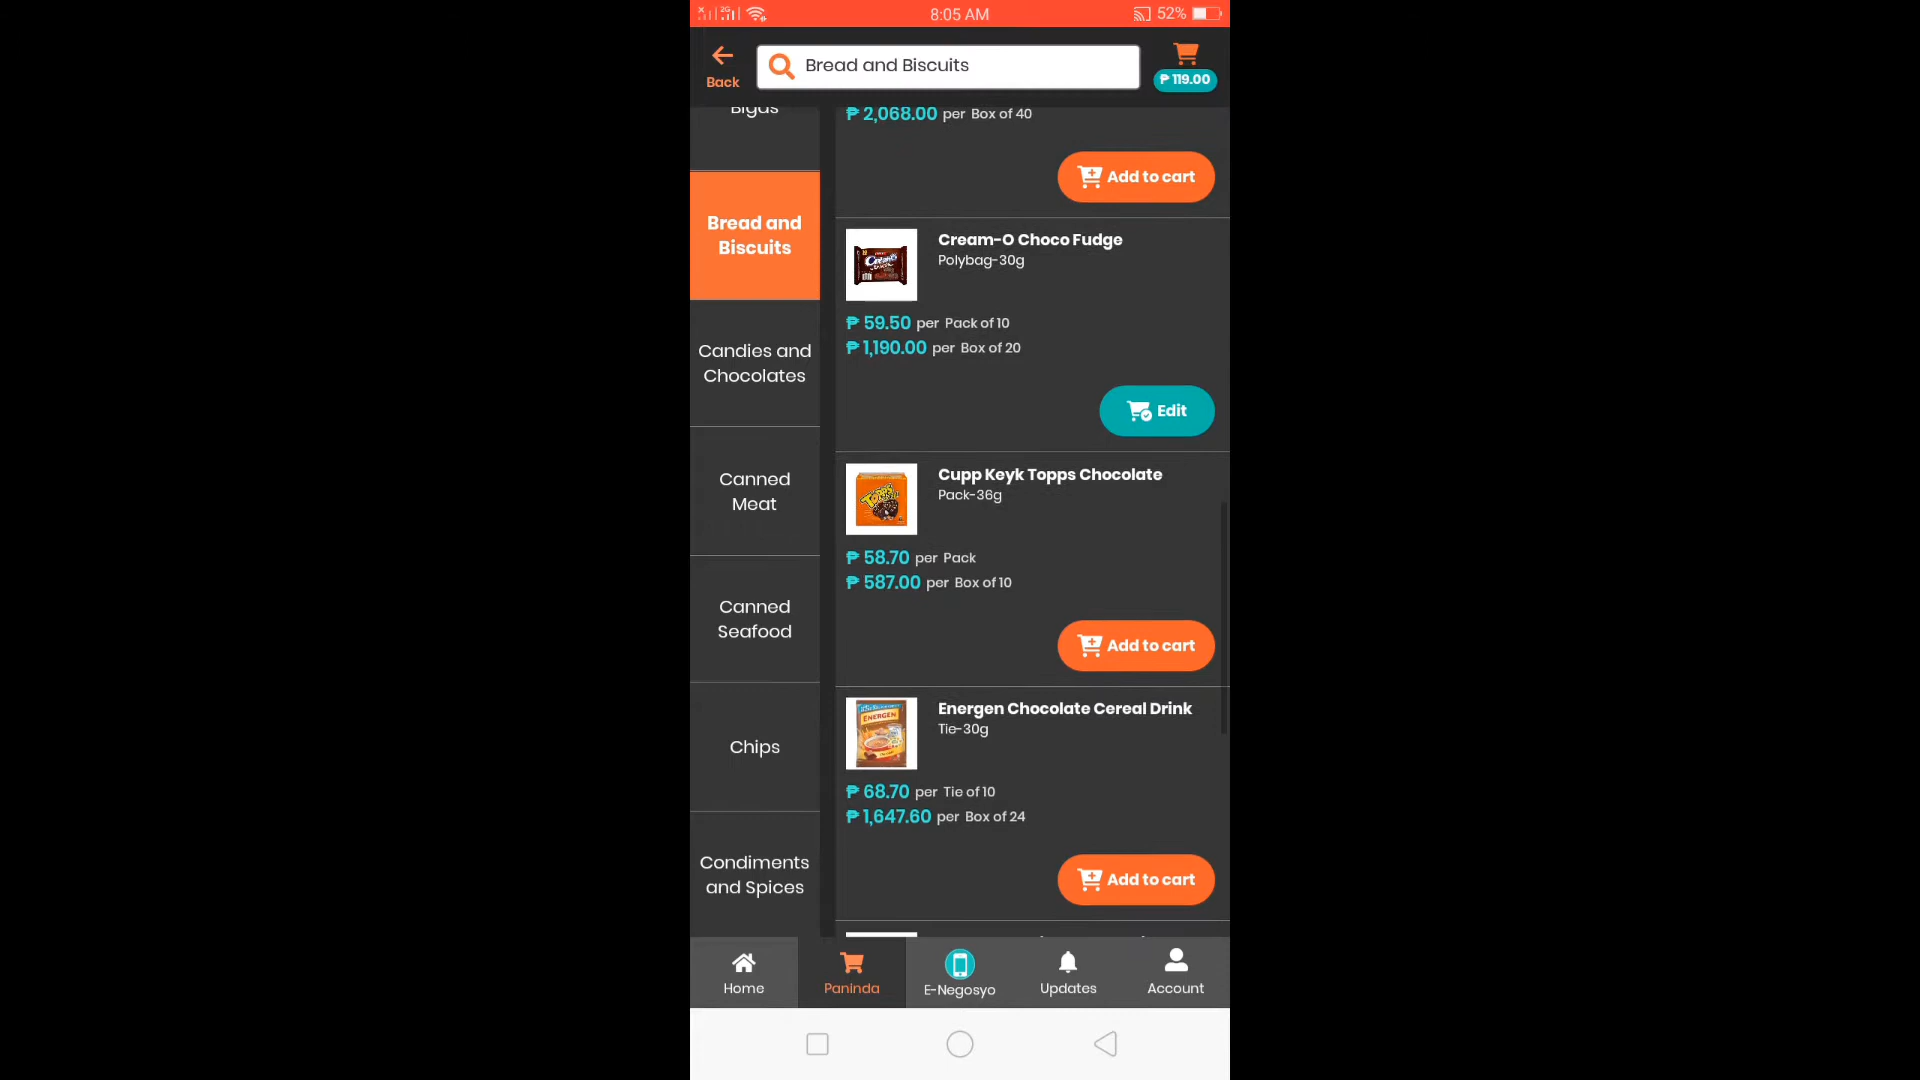 2G
8:05 AM
52%
Back
Bread and Biscuits
₱ 119.00
Bigas
Bread and
Biscuits
Candies and
Chocolates
Canned
Meat
Canned
Seafood
Chips
Condiments
and Spices
₱ 2,068.00 per Box of 40
Add to cart
Cream-O Choco Fudge
Polybag-30g
₱ 59.50 per Pack of 10
₱ 1,190.00 per Box of 20
Edit
Cupp Keyk Topps Chocolate
Pack-36g
₱ 58.70 per Pack
₱ 587.00 per Box of 10
Add to cart
ENERGEN
Energen Chocolate Cereal Drink
Tie-30g
₱ 68.70 per Tie of 10
₱ 1,647.60 per Box of 24
Add to cart
Home
Paninda
E-Negosyo
Updates
Account